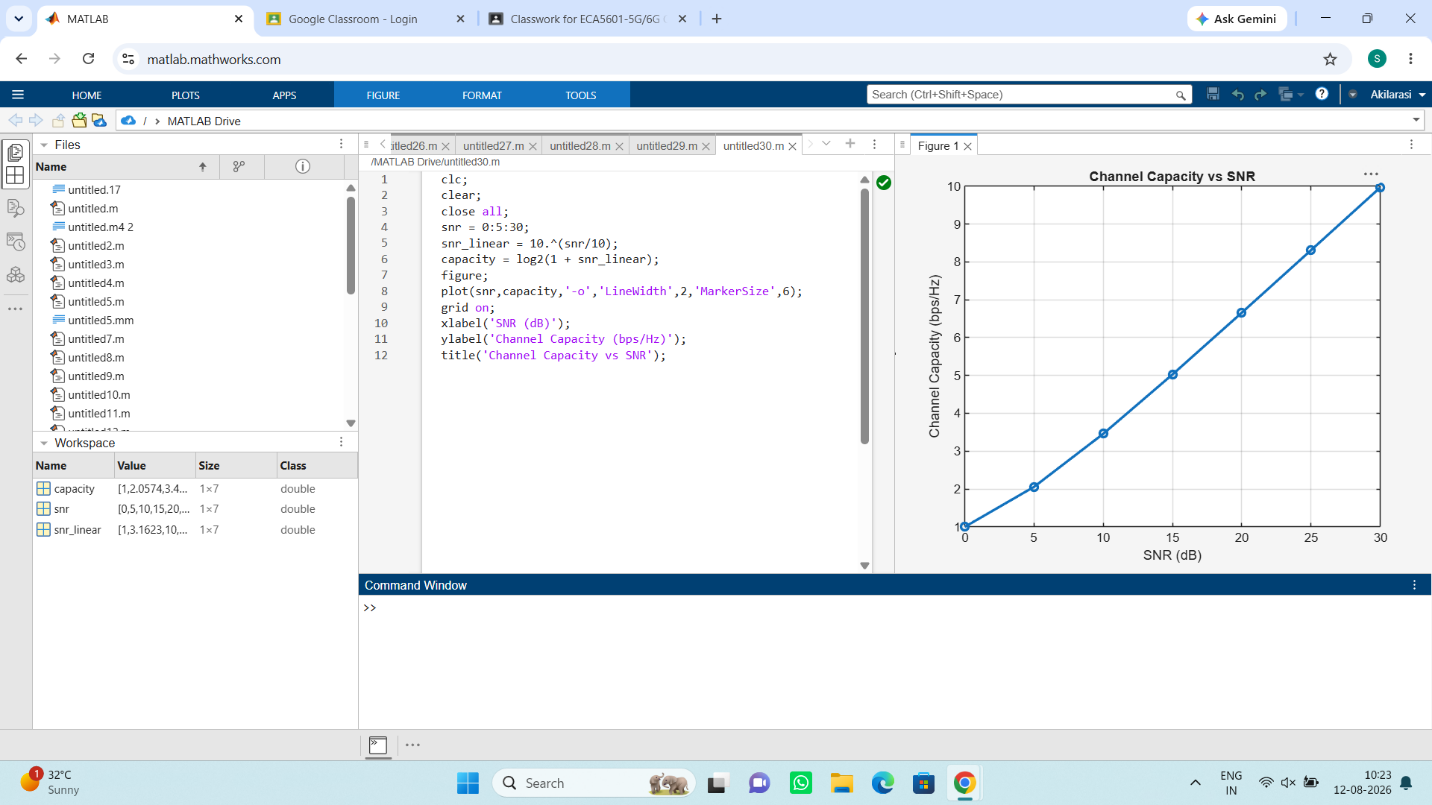 MATLAB
Google Classroom - Login
Classwork for ECA5601-5G/6G
Ask Gemini
matlab.mathworks.com
S
HOME
PLOTS
APPS
FIGURE
FORMAT
TOOLS
Search (Ctrl+Shift+Space)
Akilarasi
/ > MATLAB Drive
Files
Name
untitled.17
untitled.m
untitled.m4 2
untitled2.m
untitled3.m
untitled4.m
untitled5.m
untitled5.mm
untitled7.m
untitled8.m
untitled9.m
untitled10.m
untitled11.m
Workspace
Name Value Size Class
capacity [1,2.0574,3.4... 1×7 double
snr [0,5,10,15,20,... 1×7 double
snr_linear [1,3.1623,10,... 1×7 double
itled26.m
untitled27.m
untitled28.m
untitled29.m
untitled30.m
/MATLAB Drive/untitled30.m
1 clc;
2 clear;
3 close all;
4 snr = 0:5:30;
5 snr_linear = 10.^(snr/10);
6 capacity = log2(1 + snr_linear);
7 figure;
8 plot(snr,capacity,'-o','LineWidth',2,'MarkerSize',6);
9 grid on;
10 xlabel('SNR (dB)');
11 ylabel('Channel Capacity (bps/Hz)');
12 title('Channel Capacity vs SNR');
Figure 1
Channel Capacity vs SNR
10
9
8
7
6
5
4
3
2
1
Channel Capacity (bps/Hz)
0 5 10 15 20 25 30
SNR (dB)
Command Window
>>
1
32°C
Sunny
Search
ENG
IN
10:23
12-08-2026